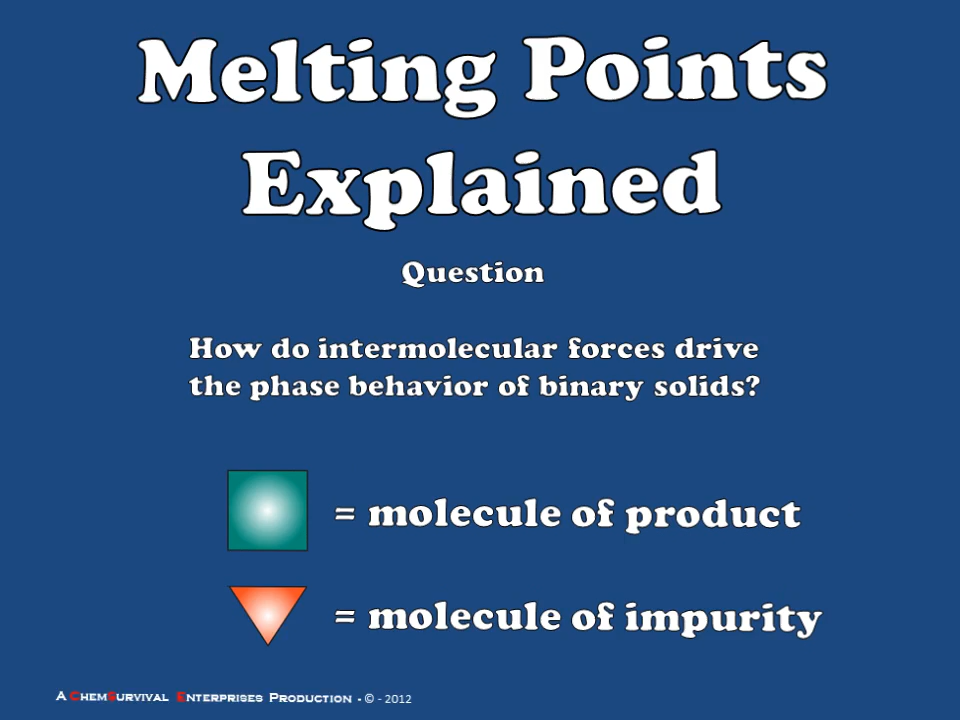 Melting Points
Explained
Question
How do intermolecular forces drive
the phase behavior of binary solids?
= molecule of product
= molecule of impurity
A ChemSurvival Enterprises Production - © - 2012